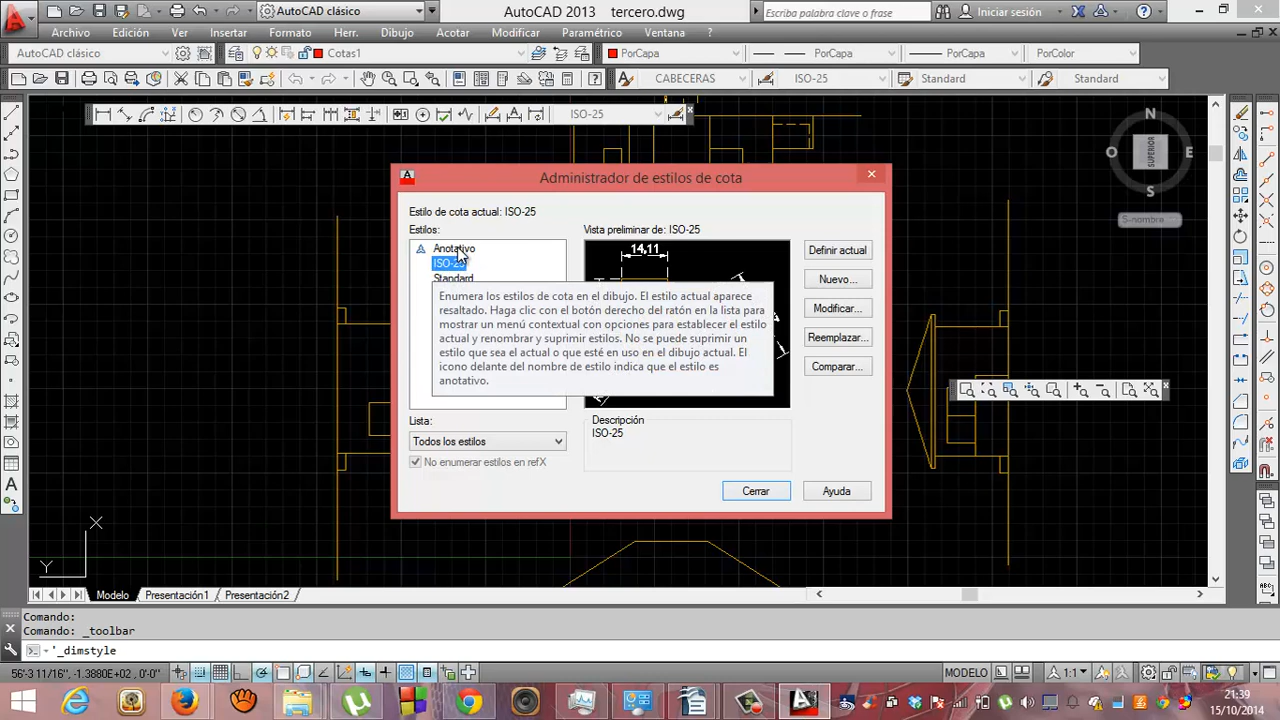 AutoCAD clásico
AutoCAD 2013 tercero.dwg
Escriba palabra clave o frase
Iniciar sesión
Archivo Edición Ver Insertar Formato Herr. Dibujo Acotar Modificar Paramétrico Ventana ?
AutoCAD clásico
Cotas1
PorCapa
PorCapa
PorCapa
PorColor
CABECERAS
ISO-25
Standard
Standard
ISO-25
N
O
SUPERIOR
E
S
S-nombre
Administrador de estilos de cota
Estilo de cota actual: ISO-25
Estilos:
Vista preliminar de: ISO-25
Anotativo
ISO-25
Standard
14,11
Definir actual
Nuevo...
Modificar...
Reemplazar...
Comparar...
Enumera los estilos de cota en el dibujo. El estilo actual aparece
resaltado. Haga clic con el botón derecho del ratón en la lista para
mostrar un menú contextual con opciones para establecer el estilo
actual y renombrar y suprimir estilos. No se puede suprimir un
estilo que sea el actual o que esté en uso en el dibujo actual. El
icono delante del nombre de estilo indica que el estilo es
anotativo.
Lista:
Todos los estilos
No enumerar estilos en refX
Descripción
ISO-25
Cerrar
Ayuda
X
Y
Modelo Presentación1 Presentación2
Comando:
Comando: _toolbar
'_dimstyle
56'-3 11/16", -1.3880E+02, 0'-0"
MODELO
1:1
21:39
15/10/2014